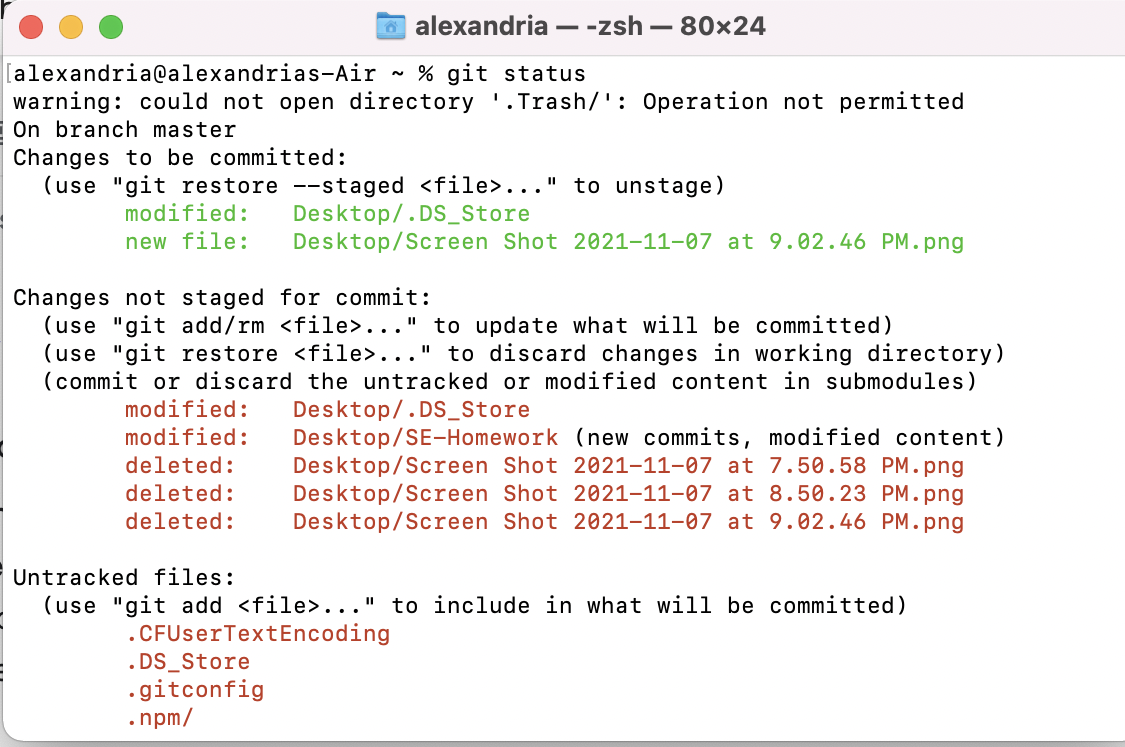 alexandria — -zsh — 80×24
[alexandria@alexandrias-Air ~ % git status
warning: could not open directory '.Trash/': Operation not permitted
On branch master
Changes to be committed:
  (use "git restore --staged <file>..." to unstage)
        modified:   Desktop/.DS_Store
        new file:   Desktop/Screen Shot 2021-11-07 at 9.02.46 PM.png

Changes not staged for commit:
  (use "git add/rm <file>..." to update what will be committed)
  (use "git restore <file>..." to discard changes in working directory)
  (commit or discard the untracked or modified content in submodules)
        modified:   Desktop/.DS_Store
        modified:   Desktop/SE-Homework (new commits, modified content)
        deleted:    Desktop/Screen Shot 2021-11-07 at 7.50.58 PM.png
        deleted:    Desktop/Screen Shot 2021-11-07 at 8.50.23 PM.png
        deleted:    Desktop/Screen Shot 2021-11-07 at 9.02.46 PM.png

Untracked files:
  (use "git add <file>..." to include in what will be committed)
        .CFUserTextEncoding
        .DS_Store
        .gitconfig
        .npm/